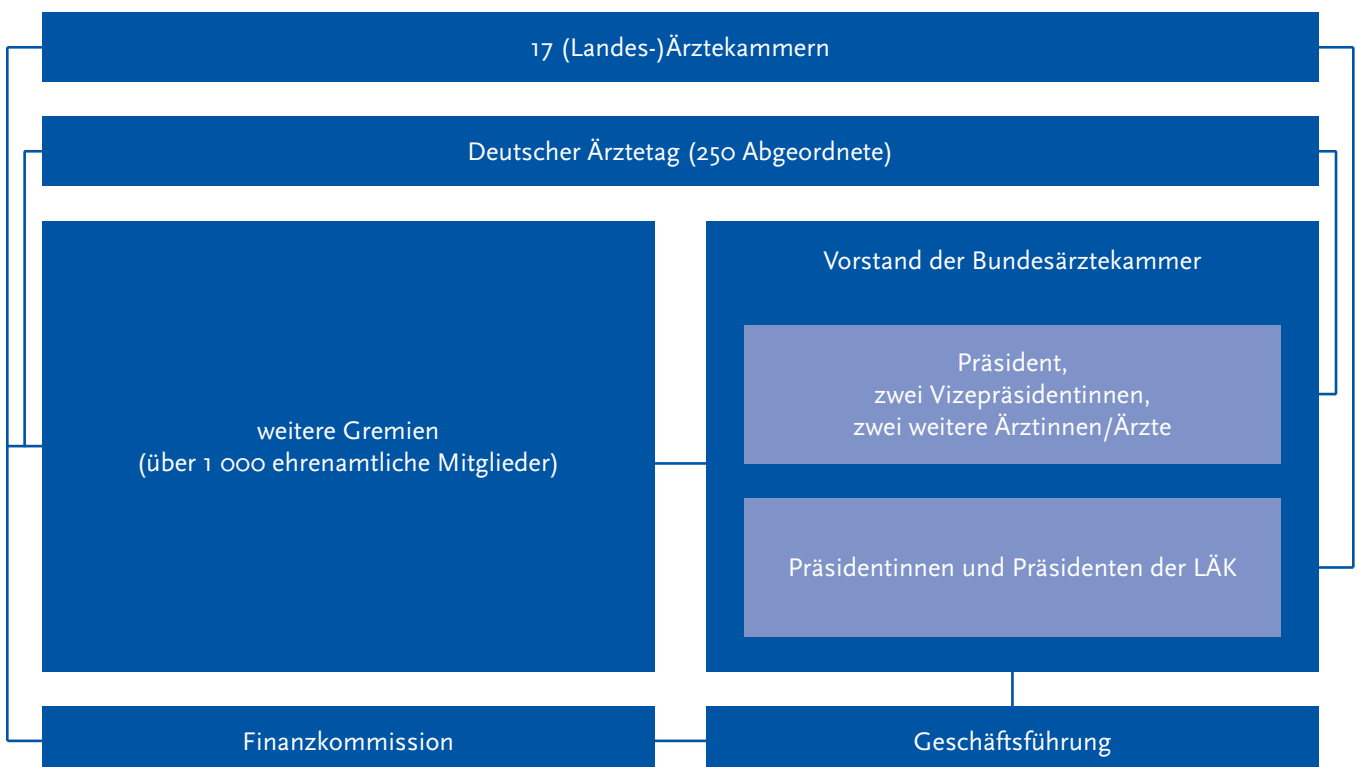 17 (Landes-)Ärztekammern
Deutscher Ärztetag (250 Abgeordnete)
weitere Gremien
(über 1 000 ehrenamtliche Mitglieder)
Vorstand der Bundesärztekammer
Präsident,
zwei Vizepräsidentinnen,
zwei weitere Ärztinnen/Ärzte
Präsidentinnen und Präsidenten der LÄK
Finanzkommission
Geschäftsführung